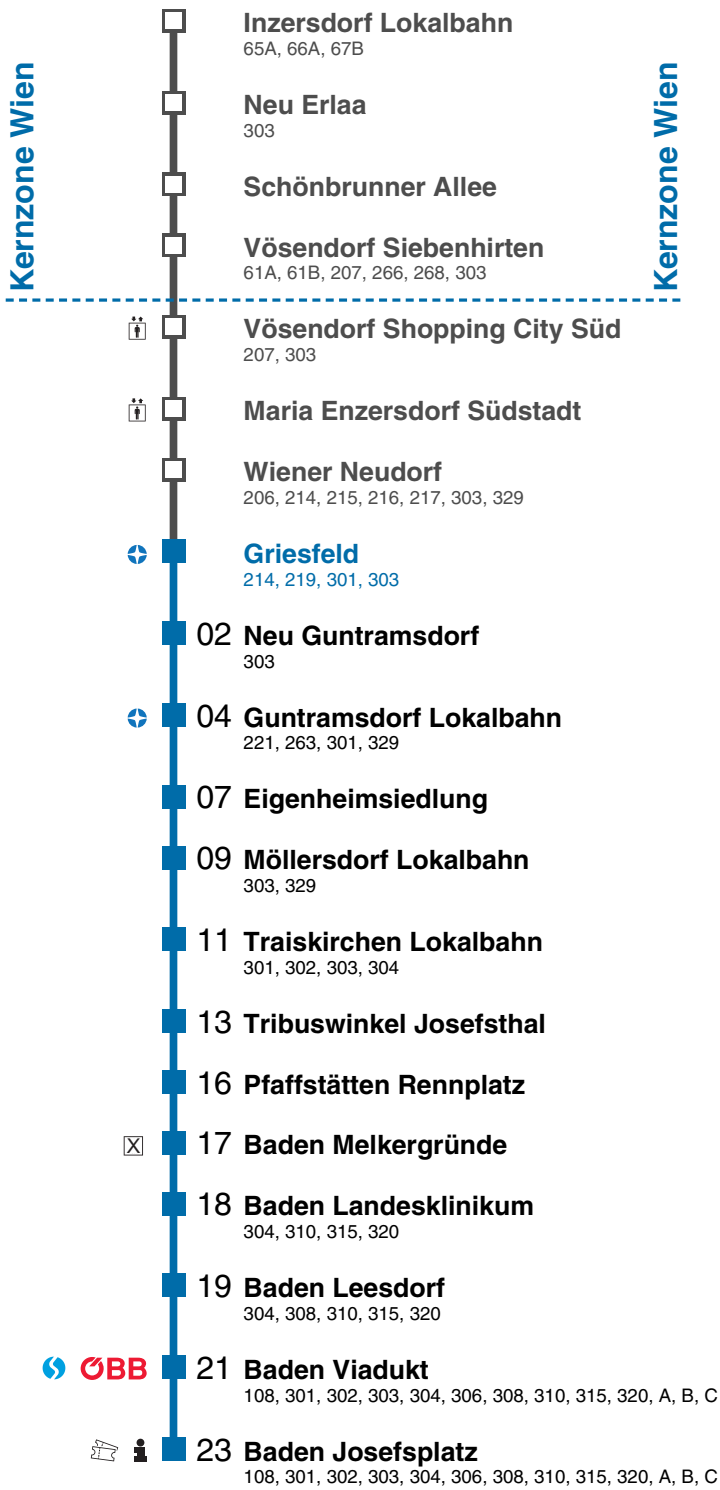 Inzersdorf Lokalbahn
65A, 66A, 67B
Kernzone Wien
Kernzone Wien
Neu Erlaa
303
Schönbrunner Allee
Vösendorf Siebenhirten
61A, 61B, 207, 266, 268, 303
Vösendorf Shopping City Süd
207, 303
Maria Enzersdorf Südstadt
Wiener Neudorf
206, 214, 215, 216, 217, 303, 329
Griesfeld
214, 219, 301, 303
02 Neu Guntramsdorf
303
04 Guntramsdorf Lokalbahn
221, 263, 301, 329
07 Eigenheimsiedlung
09 Möllersdorf Lokalbahn
303, 329
11 Traiskirchen Lokalbahn
301, 302, 303, 304
13 Tribuswinkel Josefsthal
16 Pfaffstätten Rennplatz
X 17 Baden Melkergründe
18 Baden Landesklinikum
304, 310, 315, 320
19 Baden Leesdorf
304, 308, 310, 315, 320
ÖBB 21 Baden Viadukt
108, 301, 302, 303, 304, 306, 308, 310, 315, 320, A, B, C
i 23 Baden Josefsplatz
108, 301, 302, 303, 304, 306, 308, 310, 315, 320, A, B, C